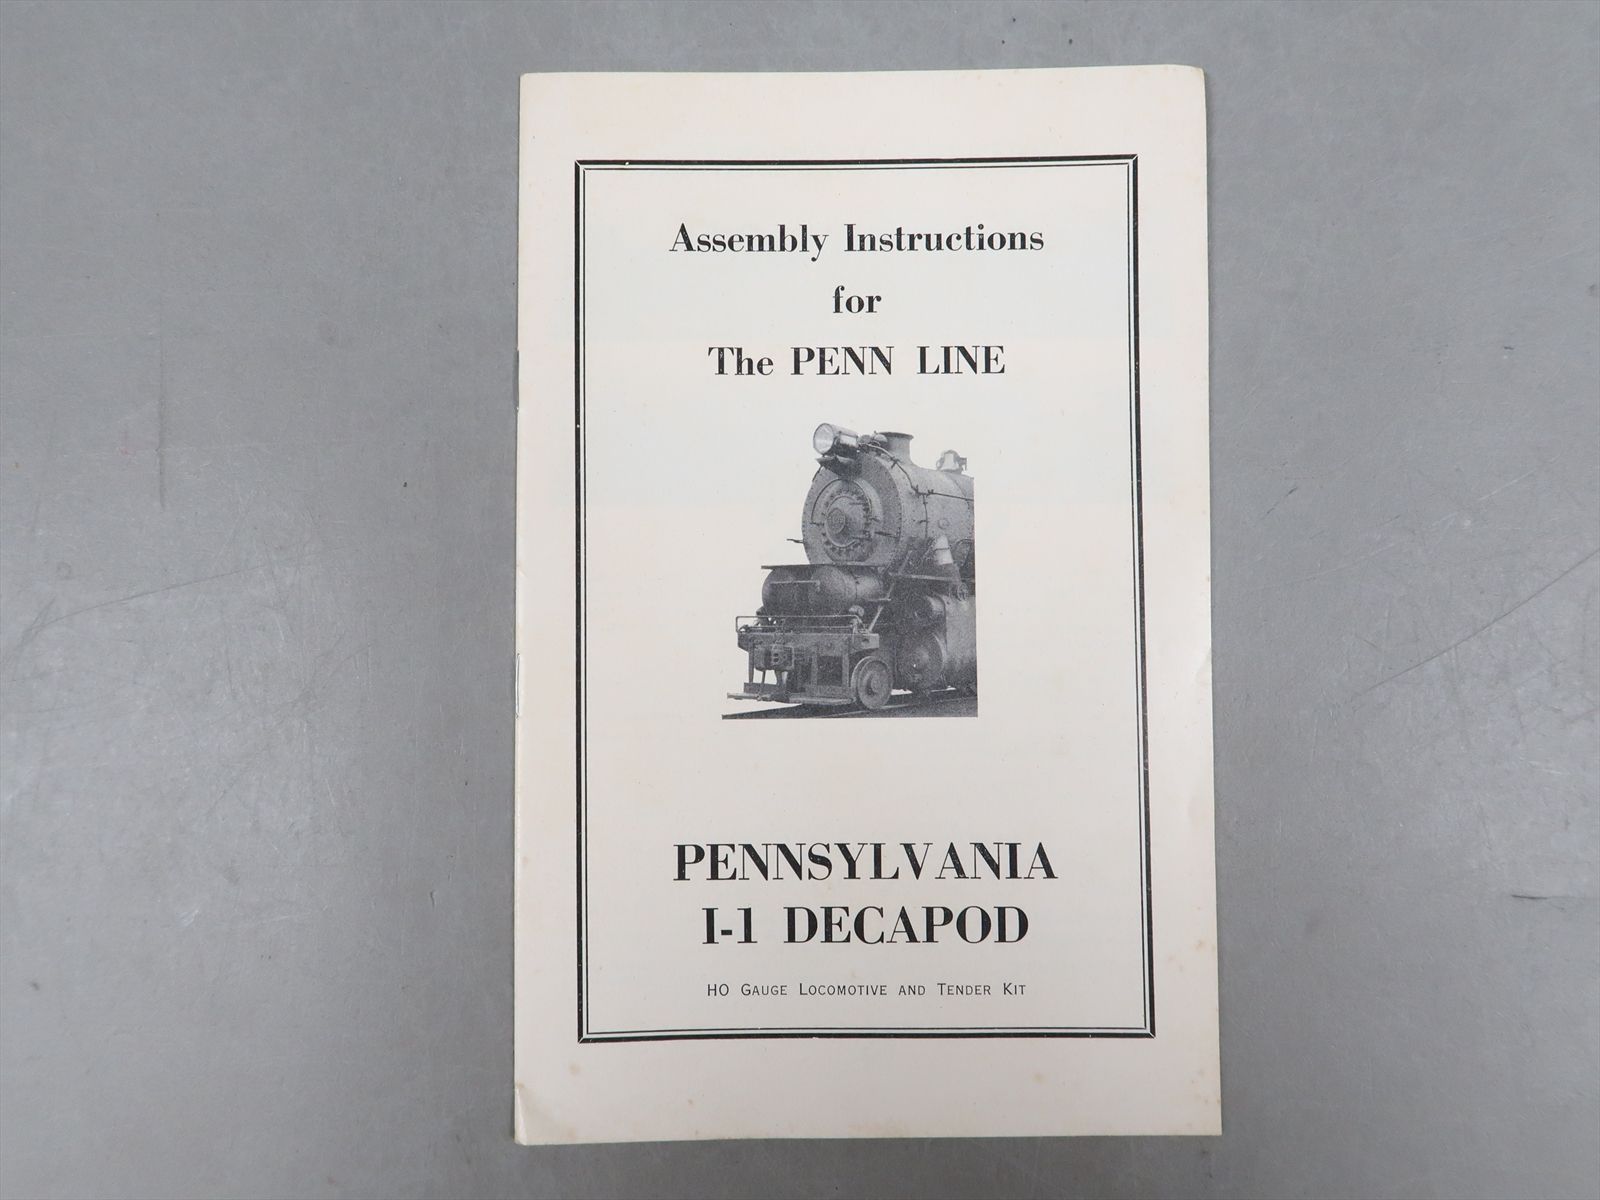 Assembly Instructions
for
The PENN LINE
PENNSYLVANIA
I-1 DECAPOD
HO GAUGE LOCOMOTIVE AND TENDER KIT